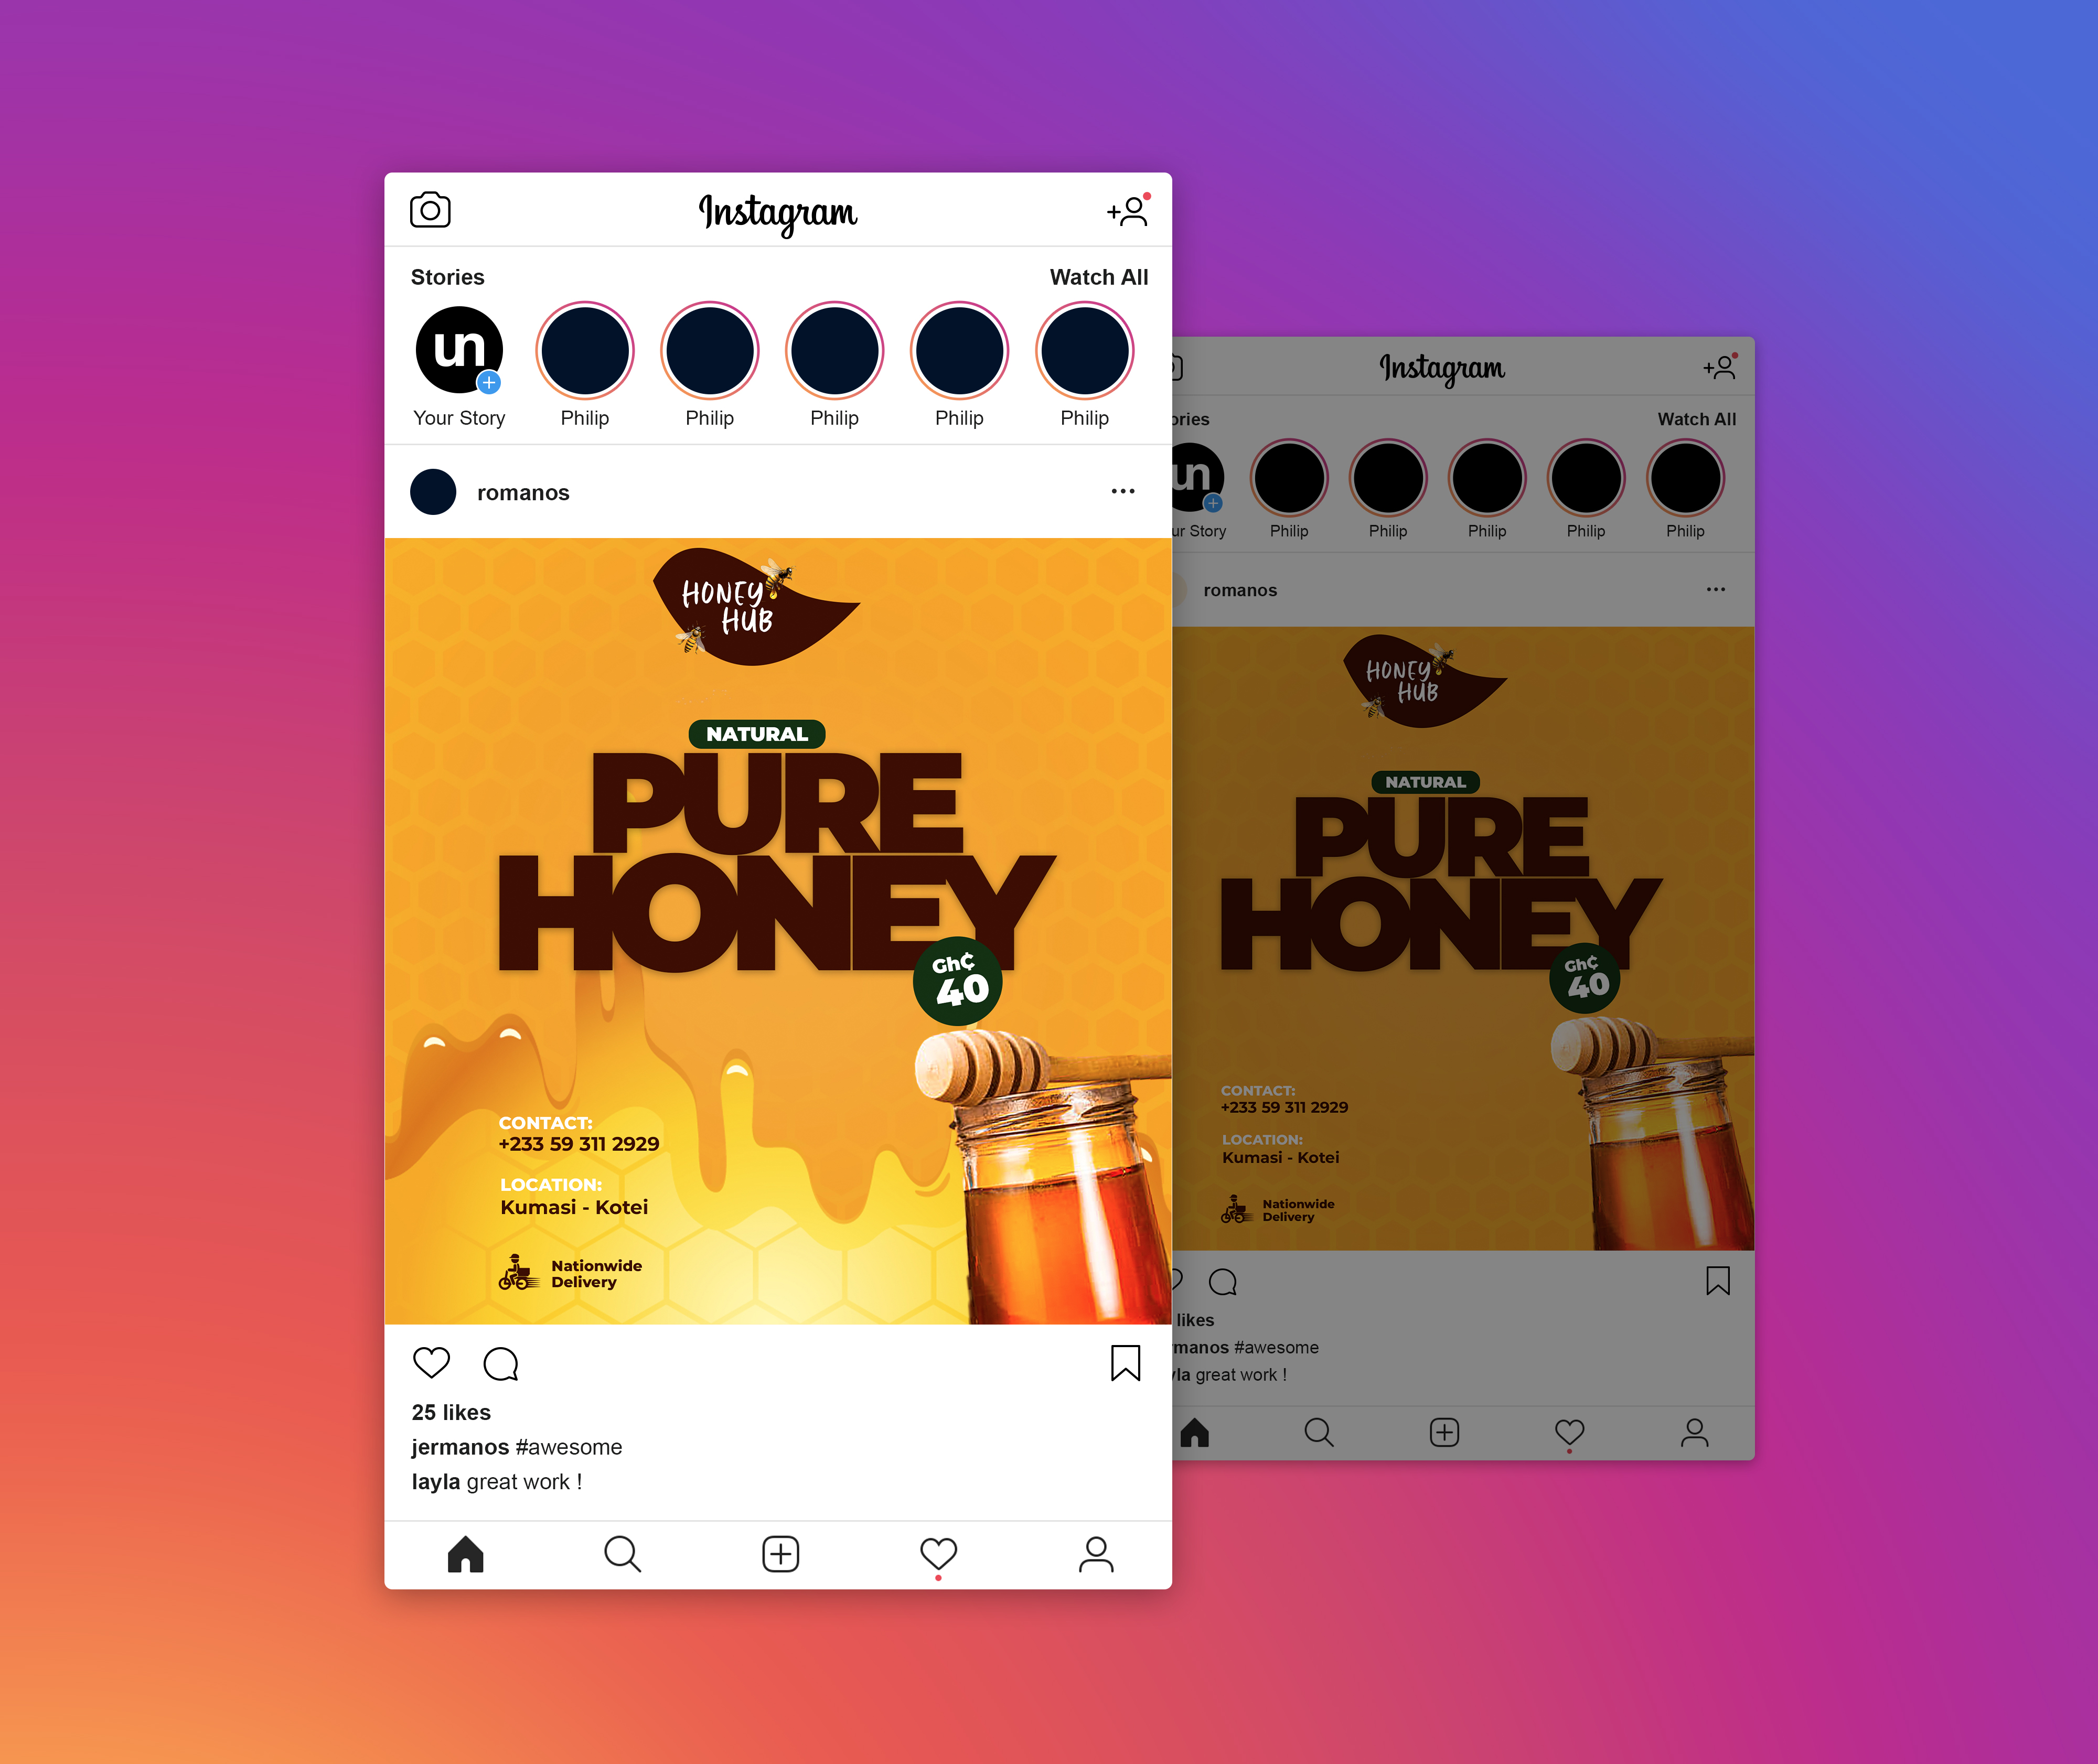 Instagram
Stories
Watch All
un
Your Story
Philip
Philip
Philip
Philip
Philip
romanos
HONEY
HUB
NATURAL
PURE
HONEY
Gh₵
40
CONTACT:
+233 59 311 2929
LOCATION:
Kumasi - Kotei
Nationwide
Delivery
25 likes
jermanos #awesome
layla great work !
Instagram
ories
Watch All
un
ur Story
Philip
Philip
Philip
Philip
Philip
romanos
HONEY
HUB
NATURAL
PURE
HONEY
Gh₵
40
CONTACT:
+233 59 311 2929
LOCATION:
Kumasi - Kotei
Nationwide
Delivery
likes
rmanos #awesome
yla great work !